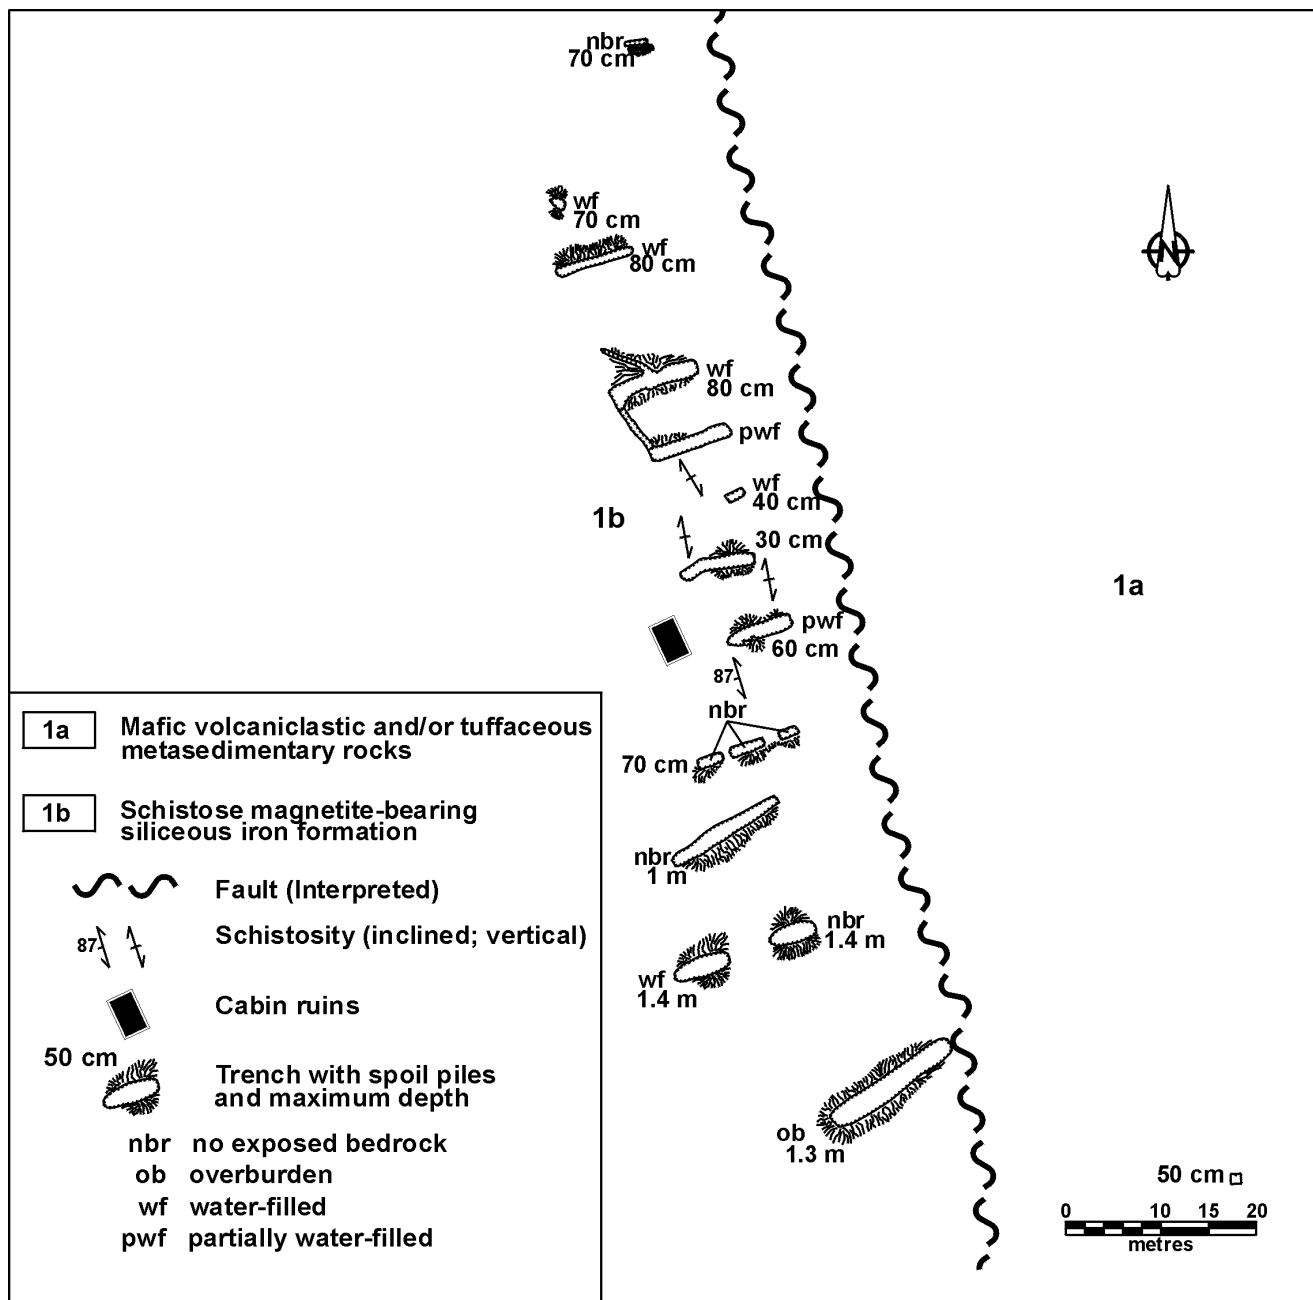 nbr
70 cm
wf
70 cm
wf
80 cm
N
wf
80 cm
pwf
wf
40 cm
1b
30 cm
1a
pwf
60 cm
87
nbr
70 cm
nbr
1 m
nbr
1.4 m
wf
1.4 m
ob
1.3 m
50 cm
0 10 15 20
metres
1a Mafic volcaniclastic and/or tuffaceous
metasedimentary rocks
1b Schistose magnetite-bearing
siliceous iron formation
Fault (Interpreted)
87 Schistosity (inclined; vertical)
Cabin ruins
50 cm
Trench with spoil piles
and maximum depth
nbr no exposed bedrock
ob overburden
wf water-filled
pwf partially water-filled